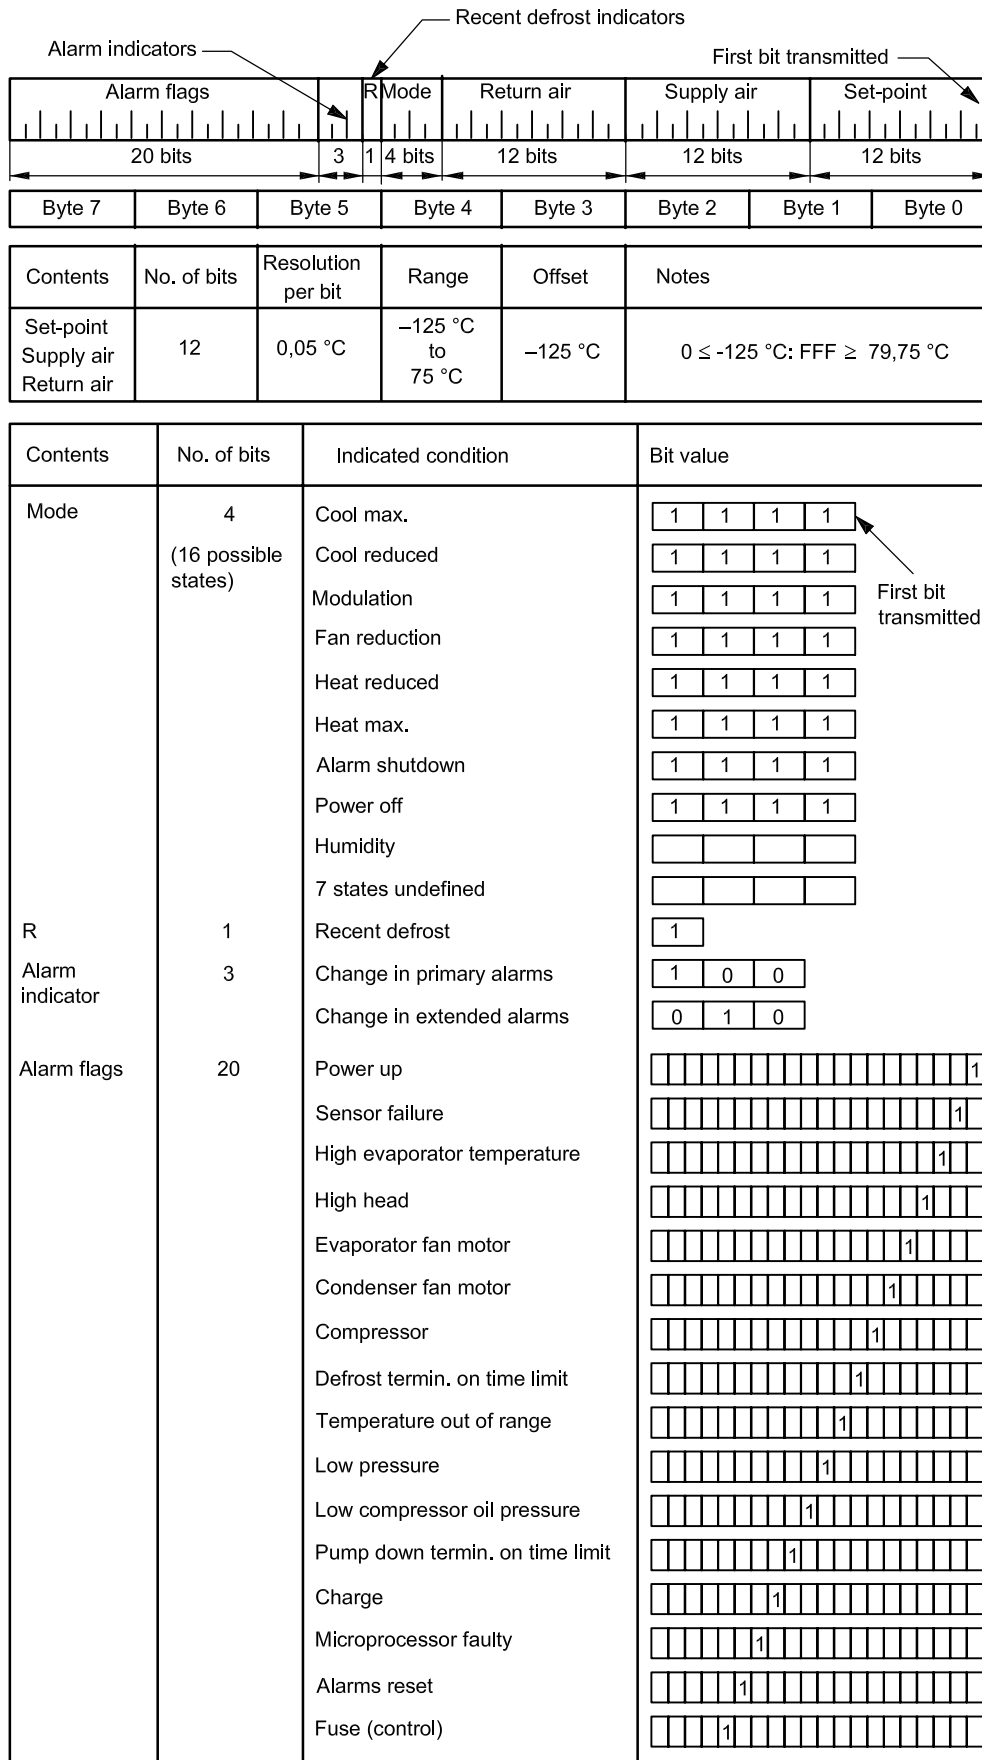 Recent defrost indicators
Alarm indicators
First bit transmitted
Alarm flags R Mode Return air Supply air Set-point
20 bits 3 1 4 bits 12 bits 12 bits 12 bits
Byte 7 Byte 6 Byte 5 Byte 4 Byte 3 Byte 2 Byte 1 Byte 0
Contents No. of bits Resolution per bit Range Offset Notes
Set-point
Supply air
Return air
12 0,05 °C –125 °C to 75 °C –125 °C 0 ≤ -125 °C: FFF ≥ 79,75 °C
Contents No. of bits Indicated condition Bit value
Mode 4 Cool max. 1 1 1 1
(16 possible states) Cool reduced 1 1 1 1
First bit transmitted
Modulation 1 1 1 1
Fan reduction 1 1 1 1
Heat reduced 1 1 1 1
Heat max. 1 1 1 1
Alarm shutdown 1 1 1 1
Power off 1 1 1 1
Humidity
7 states undefined
R 1 Recent defrost 1
Alarm indicator 3 Change in primary alarms 1 0 0
Change in extended alarms 0 1 0
Alarm flags 20 Power up 1
Sensor failure 1
High evaporator temperature 1
High head 1
Evaporator fan motor 1
Condenser fan motor 1
Compressor 1
Defrost termin. on time limit 1
Temperature out of range 1
Low pressure 1
Low compressor oil pressure 1
Pump down termin. on time limit 1
Charge 1
Microprocessor faulty 1
Alarms reset 1
Fuse (control) 1